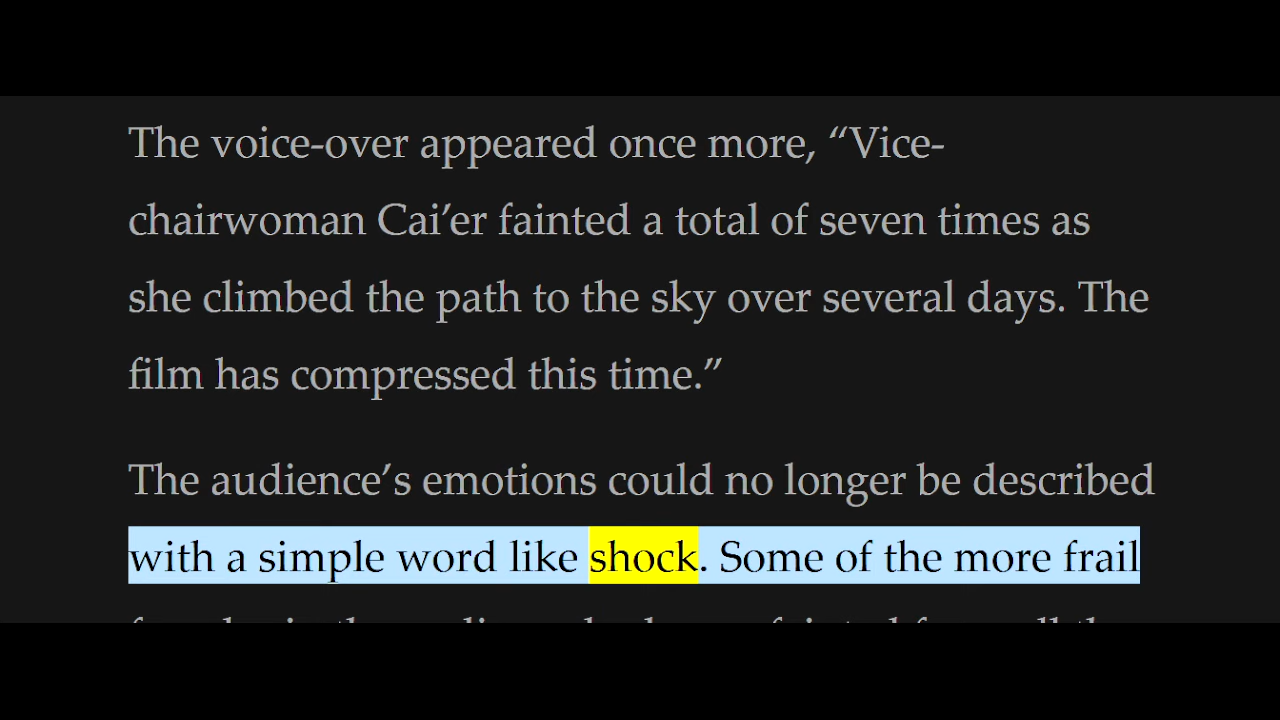 The voice-over appeared once more, “Vice-
chairwoman Cai’er fainted a total of seven times as
she climbed the path to the sky over several days. The
film has compressed this time.”
The audience’s emotions could no longer be described
with a simple word like shock. Some of the more frail